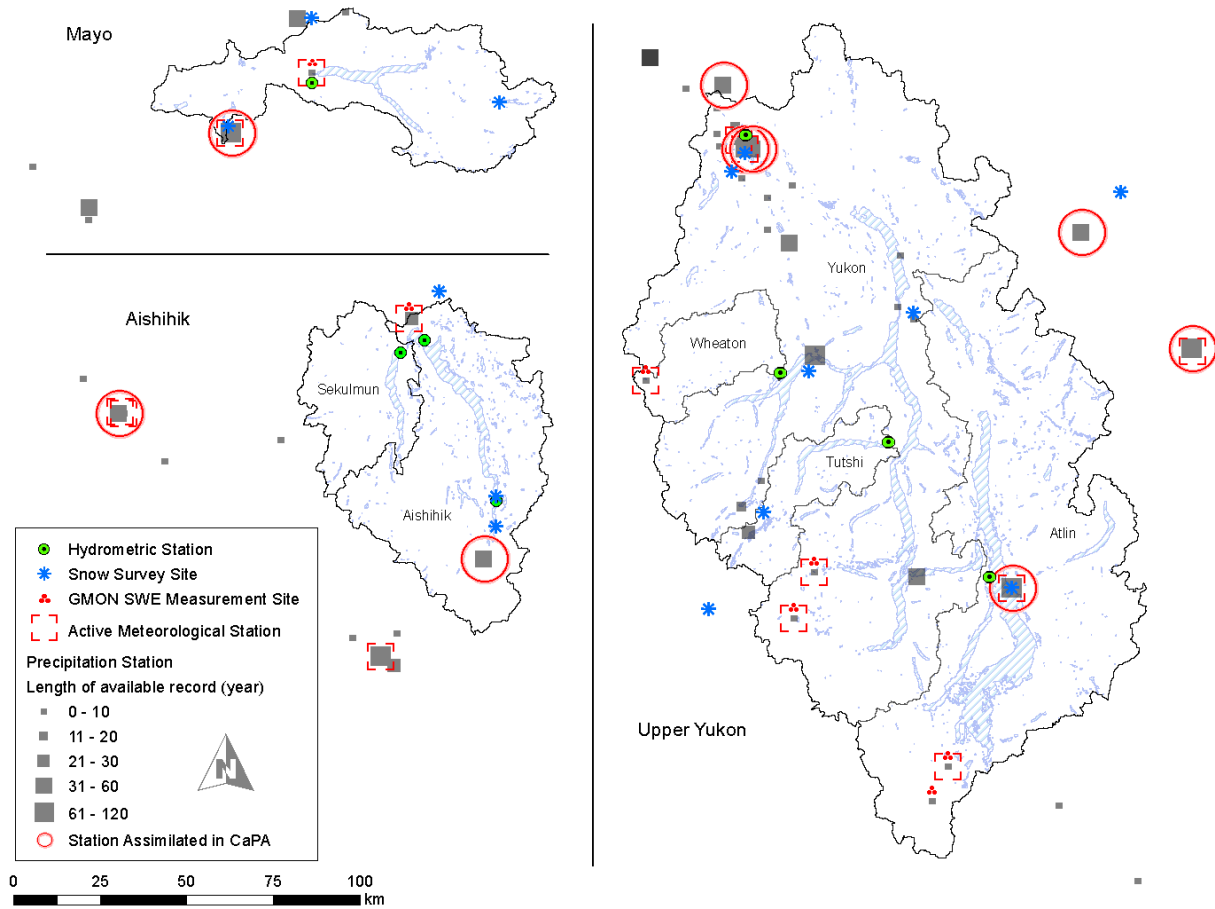 Mayo
Aishihik
Sekulmun
Aishihik
Hydrometric Station
Snow Survey Site
GMON SWE Measurement Site
Active Meteorological Station
Precipitation Station
Length of available record (year)
0 - 10
11 - 20
21 - 30
31 - 60
61 - 120
Station Assimilated in CaPA
N
0 25 50 75 100
km
Yukon
Wheaton
Tutshi
Atlin
Upper Yukon